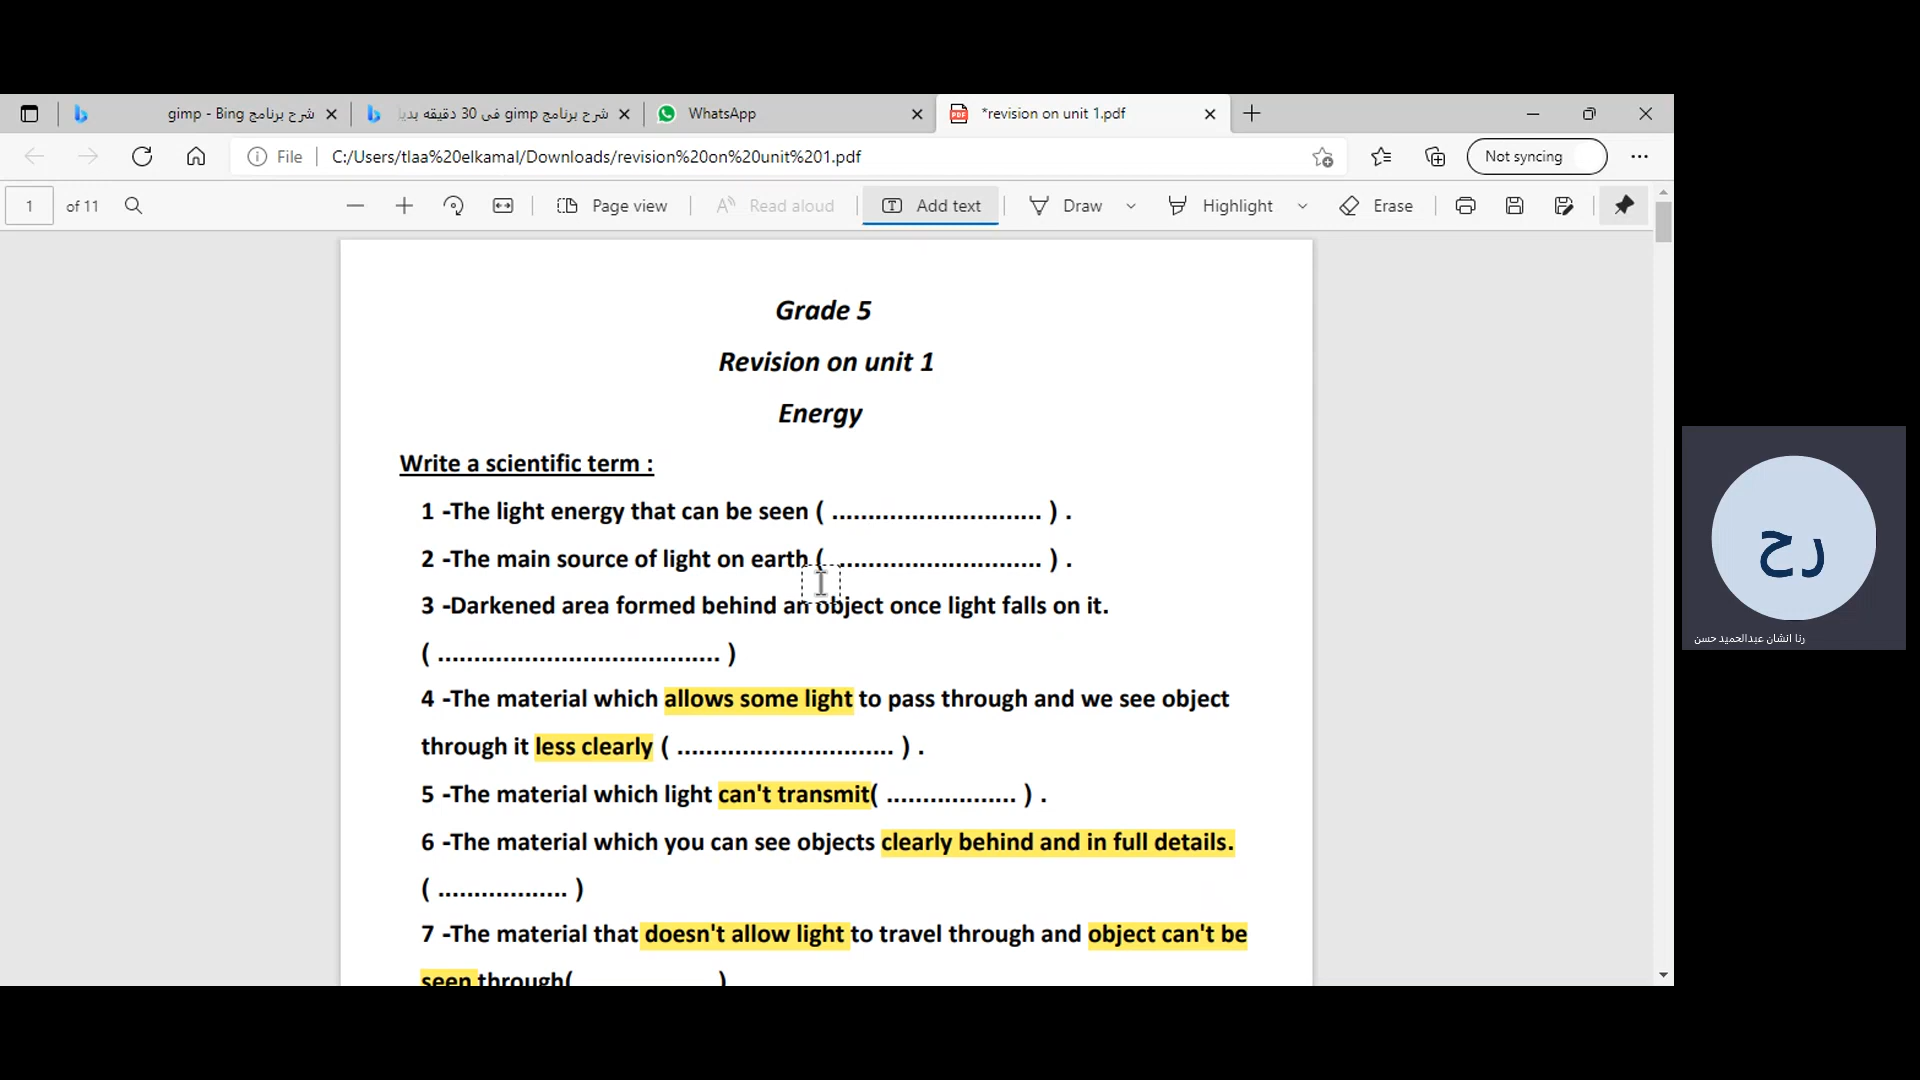 شرح برنامج gimp - Bing
شرح برنامج gimp فى 30 دقيقه بديا
WhatsApp
*revision on unit 1.pdf
File
C:/Users/tlaa%20elkamal/Downloads/revision%20on%20unit%201.pdf
Not syncing
1 of 11
Page view
Read aloud
Add text
Draw
Highlight
Erase
Grade 5
Revision on unit 1
Energy
Write a scientific term :
1 -The light energy that can be seen ( ............................. ) .
2 -The main source of light on earth ( ............................. ) .
3 -Darkened area formed behind an object once light falls on it.
( ....................................... )
4 -The material which allows some light to pass through and we see object
through it less clearly ( .............................. ) .
5 -The material which light can't transmit( .................. ) .
6 -The material which you can see objects clearly behind and in full details.
( .................. )
7 -The material that doesn't allow light to travel through and object can't be
seen through( )
رح
رنا انشان عبدالحميد حسن